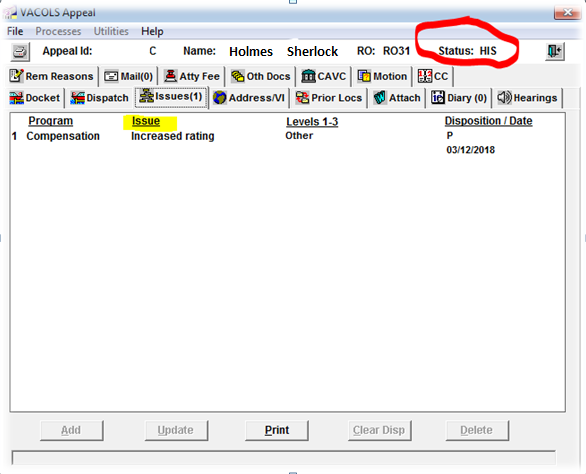 VACOLS Appeal
File Processes Utilities Help
Appeal Id: C Name: Holmes Sherlock RO: RO31 Status: HIS
Rem Reasons Mail(0) Atty Fee Oth Docs CAVC Motion CC
Docket Dispatch Issues(1) Address/VI Prior Locs Attach Diary (0) Hearings
Program Issue Levels 1-3 Disposition / Date
1 Compensation Increased rating Other P
03/12/2018
Add Update Print Clear Disp Delete